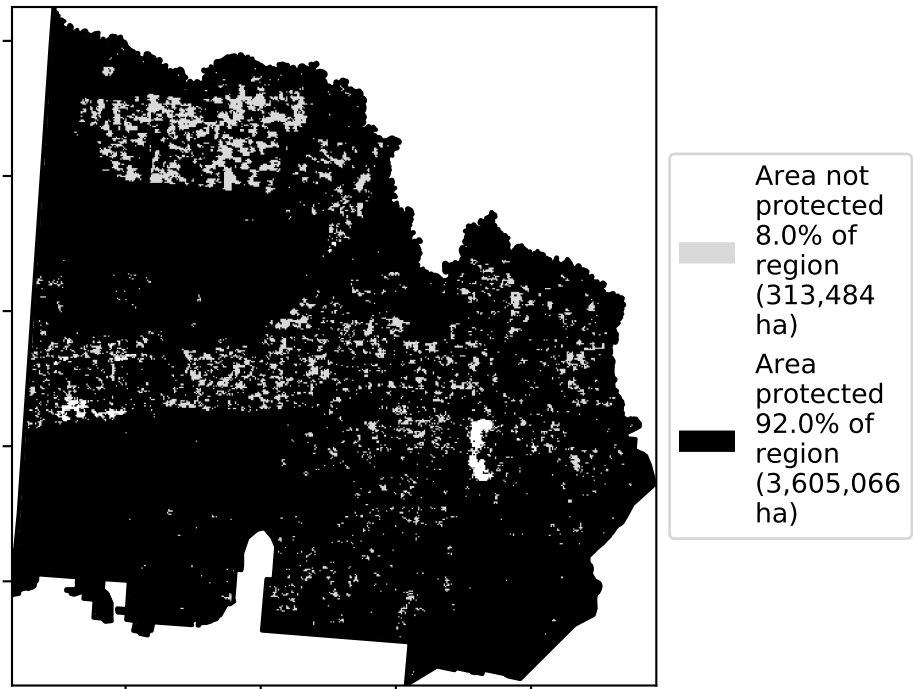 Area not
protected
8.0% of
region
(313,484
ha)
Area
protected
92.0% of
region
(3,605,066
ha)